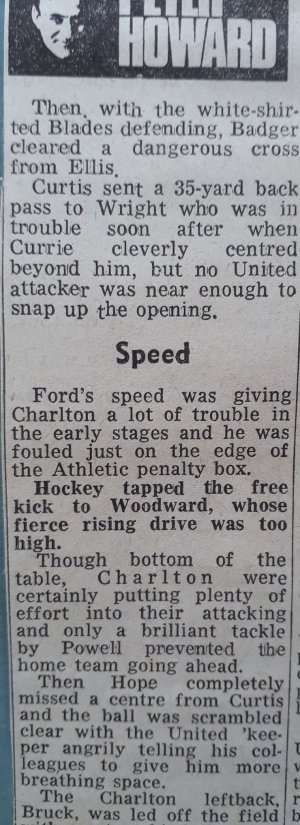 HOWARD
Then, with the white-shir-
ted Blades defending, Badger
cleared a dangerous cross
from Ellis.
Curtis sent a 35-yard back
pass to Wright who was in
trouble soon after when
Currie cleverly centred
beyond him, but no United
attacker was near enough to
snap up the opening.
Speed
Ford's speed was giving
Charlton a lot of trouble in
the early stages and he was
fouled just on the edge of
the Athletic penalty box.
Hockey tapped the free
kick to Woodward, whose
fierce rising drive was too
high.
Though bottom of the
table, Charlton were
certainly putting plenty of
effort into their attacking
and only a brilliant tackle
by Powell prevented the
home team going ahead.
Then Hope completely
missed a centre from Curtis
and the ball was scrambled
clear with the United 'kee-
per angrily telling his col-
leagues to give him more
breathing space.
The Charlton leftback,
Bruck, was led off the field